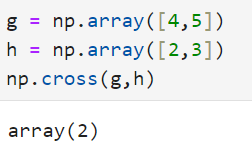 g = np.array([4,5])
h = np.array([2,3])
np.cross(g,h)
array(2)